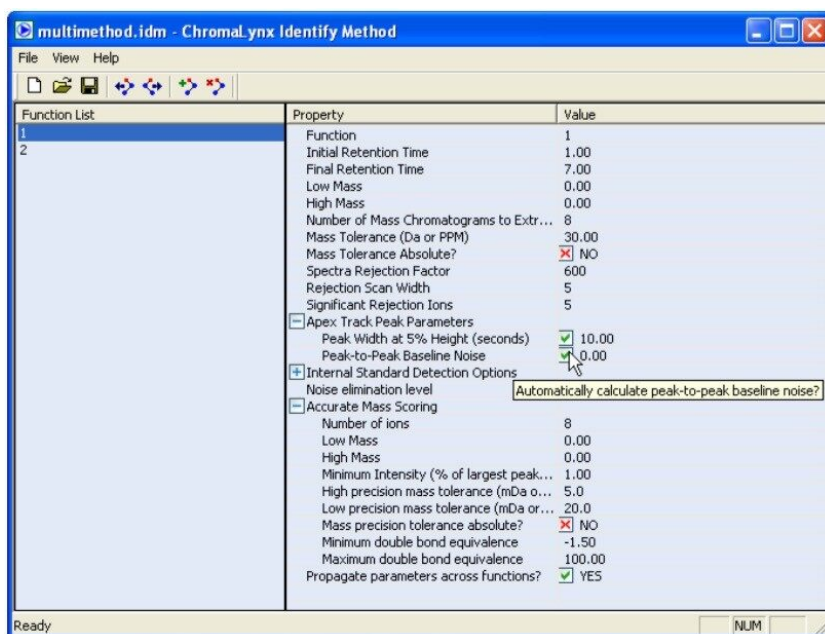 multimethod.idm - ChromaLynx Identify Method
File View Help
Function List
1
2
Property Value
Function 1
Initial Retention Time 1.00
Final Retention Time 7.00
Low Mass 0.00
High Mass 0.00
Number of Mass Chromatograms to Extr... 8
Mass Tolerance (Da or PPM) 30.00
Mass Tolerance Absolute? NO
Spectra Rejection Factor 600
Rejection Scan Width 5
Significant Rejection Ions 5
Apex Track Peak Parameters
Peak Width at 5% Height (seconds) 10.00
Peak-to-Peak Baseline Noise 0.00
Internal Standard Detection Options
Noise elimination level
Automatically calculate peak-to-peak baseline noise?
Accurate Mass Scoring
Number of ions 8
Low Mass 0.00
High Mass 0.00
Minimum Intensity (% of largest peak... 1.00
High precision mass tolerance (mDa o... 5.0
Low precision mass tolerance (mDa or... 20.0
Mass precision tolerance absolute? NO
Minimum double bond equivalence -1.50
Maximum double bond equivalence 100.00
Propagate parameters across functions? YES
Ready NUM